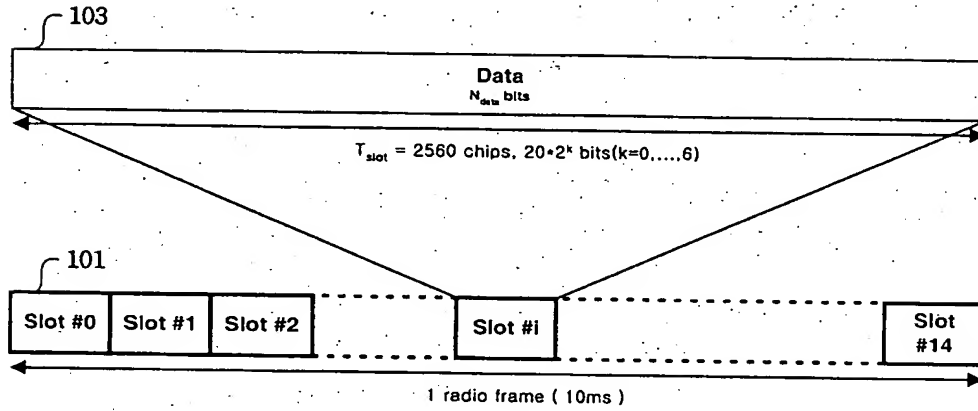 103
Data
N_data bits
T_slot = 2560 chips, 20*2^k bits(k=0,....,6)
101
Slot #0 Slot #1 Slot #2 Slot #i Slot #14
1 radio frame ( 10ms )